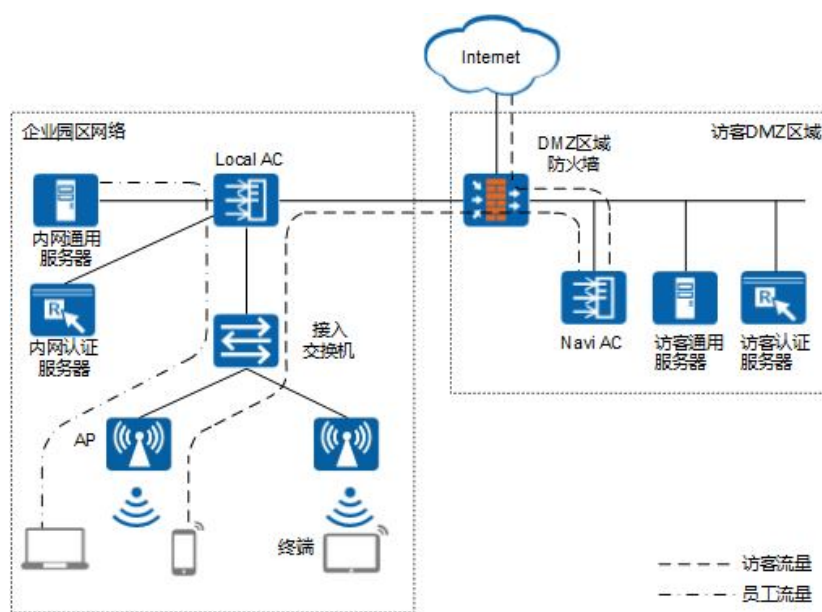 Internet
企业园区网络
Local AC
DMZ区域
防火墙
访客DMZ区域
内网通用
服务器
内网认证
服务器
接入
交换机
Navi AC
访客通用
服务器
访客认证
服务器
AP
终端
访客流量
员工流量
R
R